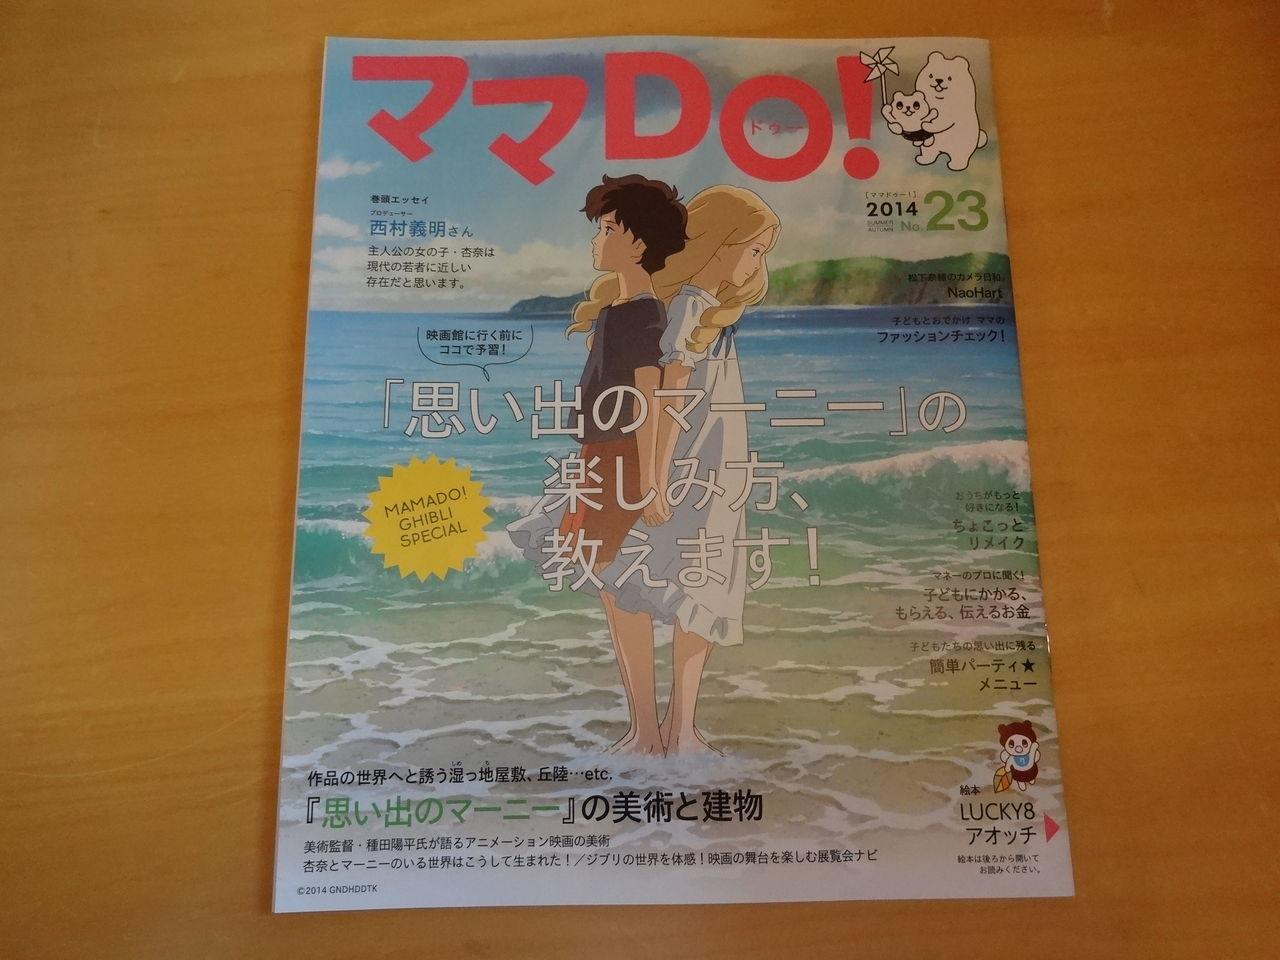 ママDO!
ドゥー
[ママドゥー!]
2014
SUMMER
AUTUMN
No.23
巻頭エッセイ
プロデューサー
西村義明さん
主人公の女の子・杏奈は
現代の若者に近しい
存在だと思います。
松下奈緒のカメラ日和
NaoHart
子どもとおでかけ ママの
ファッションチェック!
映画館に行く前に
ココで予習!
「思い出のマーニー」の
楽しみ方、
教えます!
MAMADO!
GHIBLI
SPECIAL
おうちがもっと
好きになる!
ちょこっと
リメイク
マネーのプロに聞く!
子どもにかかる、
もらえる、伝えるお金
子どもたちの思い出に残る
簡単パーティ★
メニュー
しめ ち
作品の世界へと誘う湿っ地屋敷、丘陸…etc.
『思い出のマーニー』の美術と建物
美術監督・種田陽平氏が語るアニメーション映画の美術
杏奈とマーニーのいる世界はこうして生まれた!/ジブリの世界を体感!映画の舞台を楽しむ展覧会ナビ
絵本
LUCKY8
アオッチ
絵本は後ろから開いて
お読みください。
©2014 GNDHDDTK